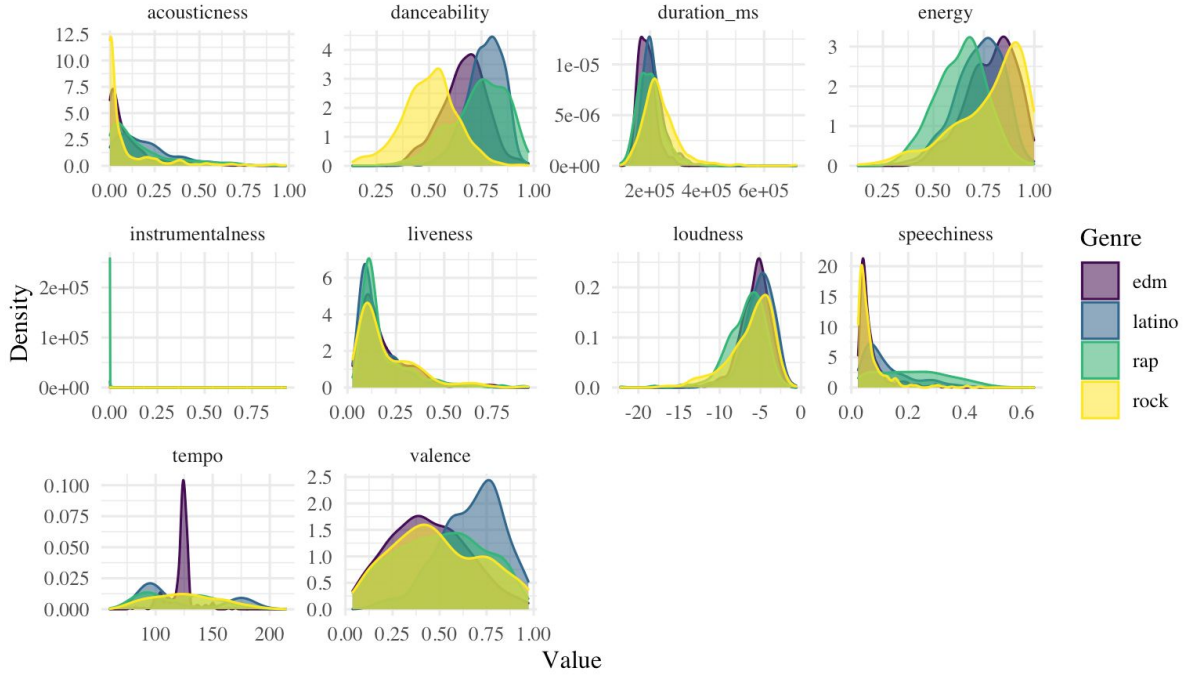 acousticness danceability duration_ms energy
12.5
10.0
7.5
5.0
2.5
0.0
4
3
2
1
0
1e-05
5e-06
0e+00
3
2
1
0
0.00 0.25 0.50 0.75 1.00 0.25 0.50 0.75 1.00 2e+05 4e+05 6e+05 0.25 0.50 0.75 1.00
instrumentalness liveness loudness speechiness
2e+05
1e+05
0e+00
6
4
2
0
0.2
0.1
0.0
20
15
10
5
0
0.00 0.25 0.50 0.75 0.00 0.25 0.50 0.75 -20 -15 -10 -5 0 0.0 0.2 0.4 0.6
tempo valence
0.100
0.075
0.050
0.025
0.000
2.5
2.0
1.5
1.0
0.5
0.0
100 150 200 0.00 0.25 0.50 0.75 1.00
Density
Value
Genre
edm
latino
rap
rock